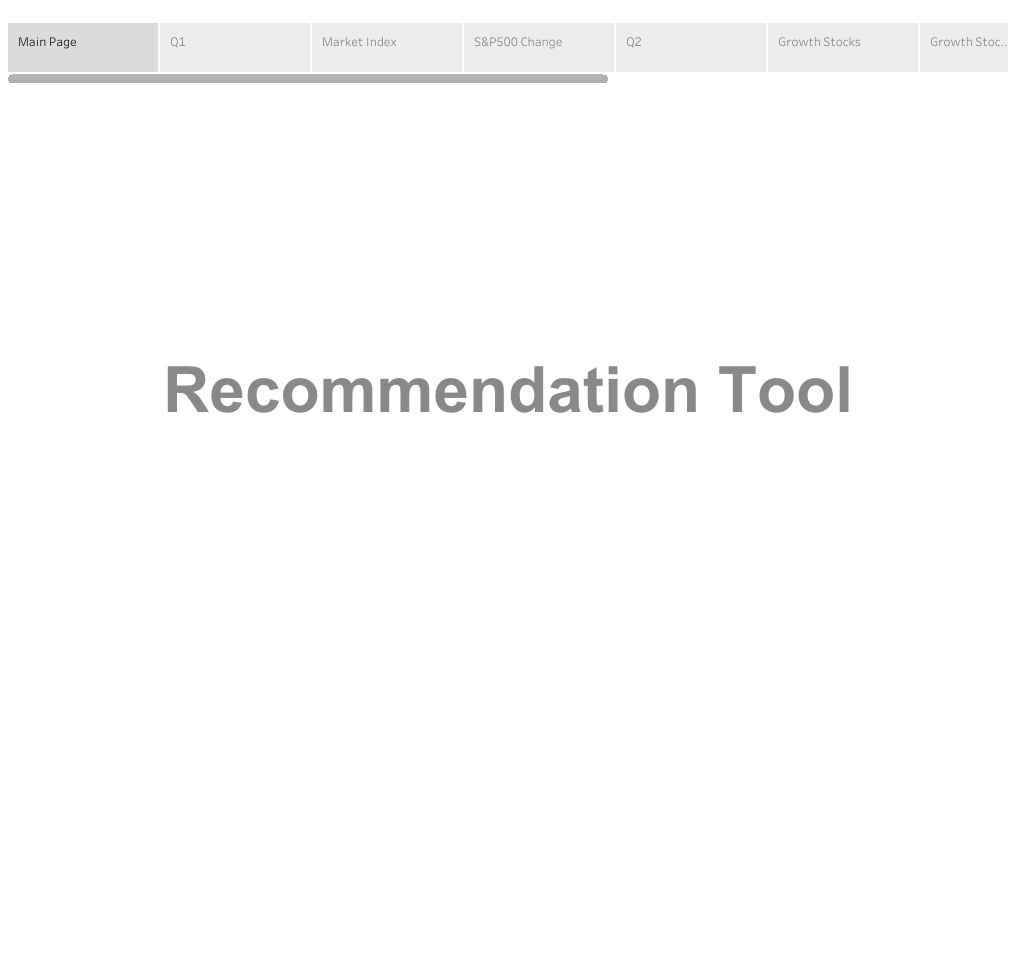 Main Page
Q1
Market Index
S&P500 Change
Q2
Growth Stocks
Growth Stoc..
Recommendation Tool